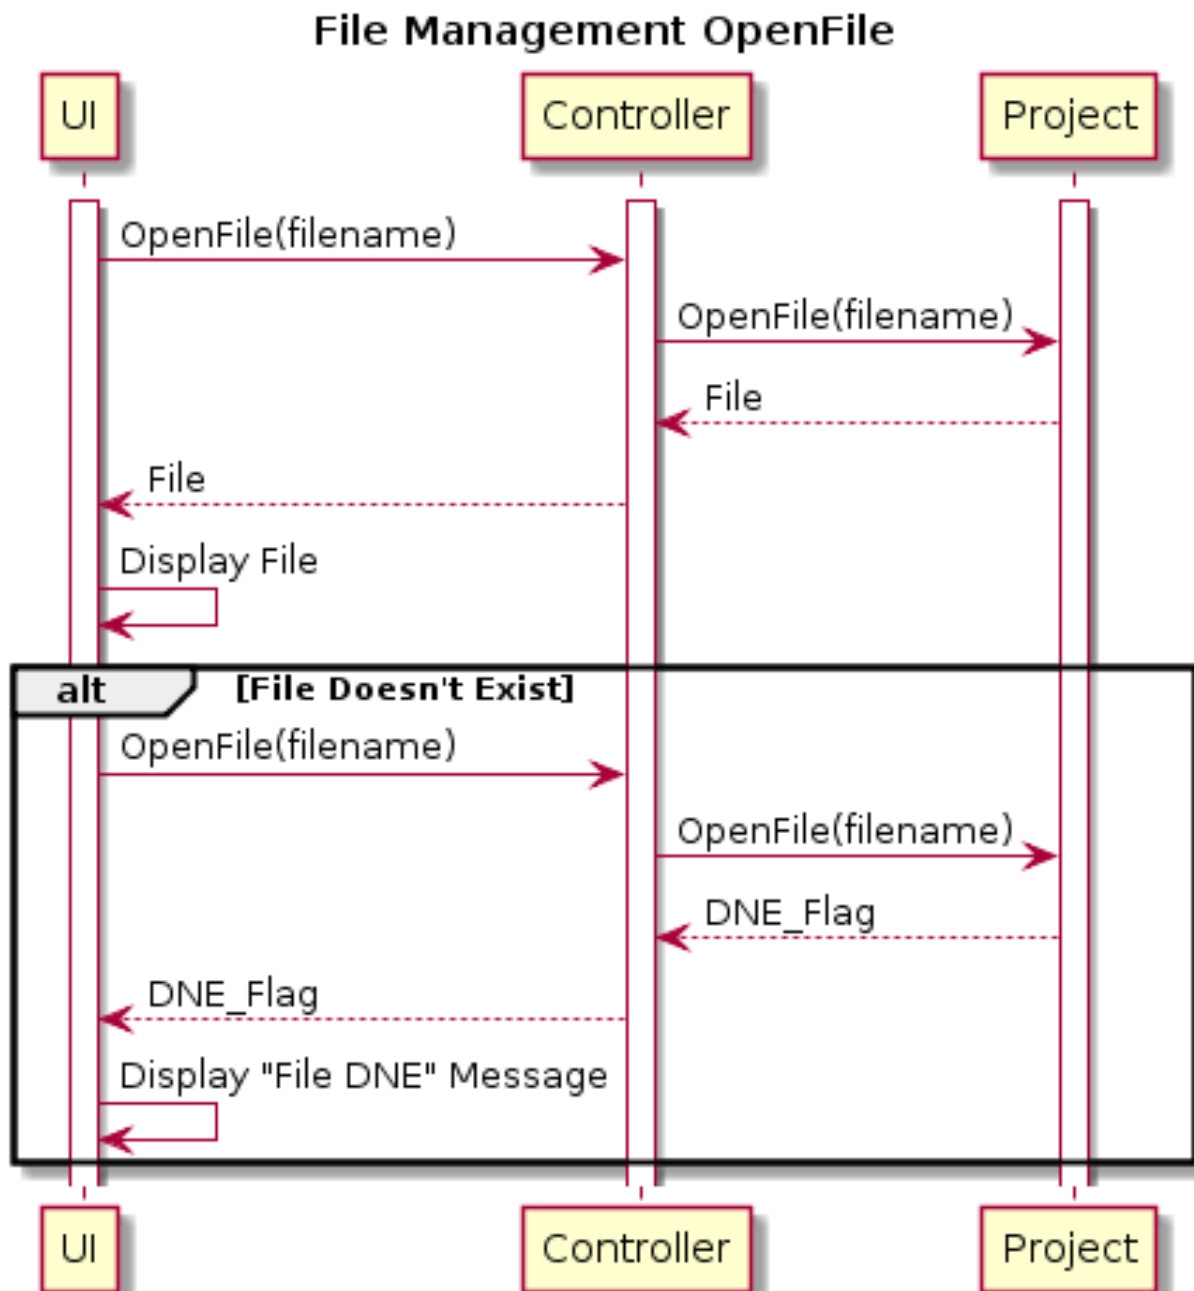 File Management OpenFile
UI
Controller
Project
OpenFile(filename)
OpenFile(filename)
File
File
Display File
alt
[File Doesn't Exist]
OpenFile(filename)
OpenFile(filename)
DNE_Flag
DNE_Flag
Display "File DNE" Message
UI
Controller
Project